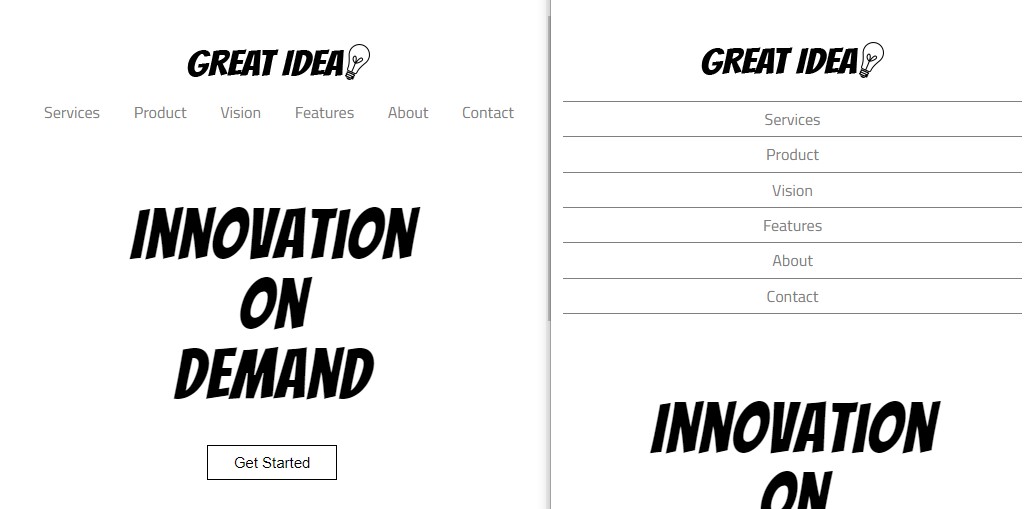 GREAT IDEA
Services Product Vision Features About Contact
INNOVATION
ON
DEMAND
Get Started
GREAT IDEA
Services
Product
Vision
Features
About
Contact
INNOVATION
ON